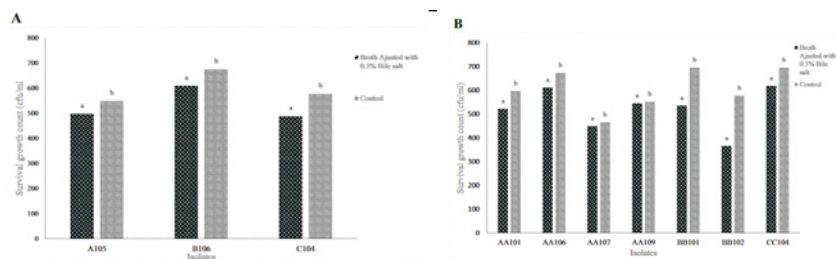 A
800
700
600
500
400
300
200
100
0
Survival growth count (cfu/ml)
a
b
a
b
a
b
A105 B106 C104
Isolates
Broth Ajusted with
0.3% Bile salt
Control
B
800
700
600
500
400
300
200
100
0
Survival growth count (cfu/ml)
a
b
a
b
a
b
a
b
a
b
a
b
a
b
AA101 AA106 AA107 AA109 BB101 BB102 CC104
Isolates
Broth Ajusted with
0.3% Bile salt
Control